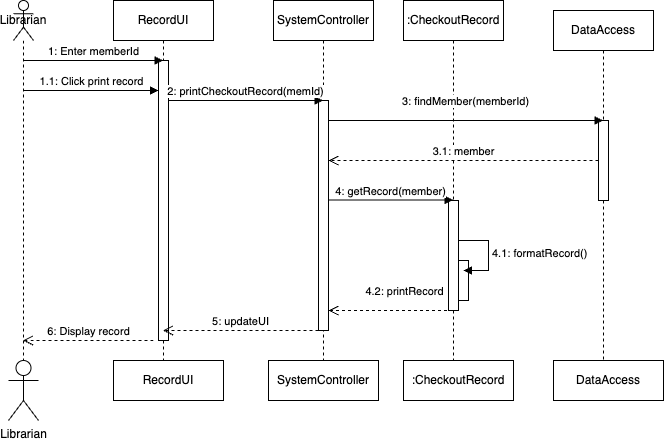 Librarian
RecordUI
SystemController
:CheckoutRecord
DataAccess
1: Enter memberId
1.1: Click print record
2: printCheckoutRecord(memId)
3: findMember(memberId)
3.1: member
4: getRecord(member)
4.1: formatRecord()
4.2: printRecord
5: updateUI
6: Display record
RecordUI
SystemController
:CheckoutRecord
DataAccess
Librarian